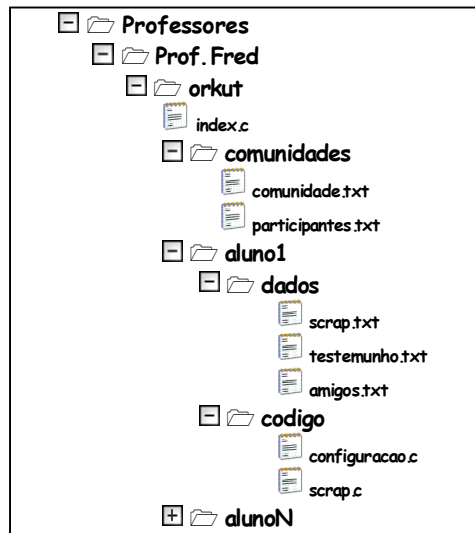 Professores
Prof. Fred
orkut
index.c
comunidades
comunidade.txt
participantes.txt
aluno1
dados
scrap.txt
testemunho.txt
amigos.txt
codigo
configuracao.c
scrap.c
alunoN